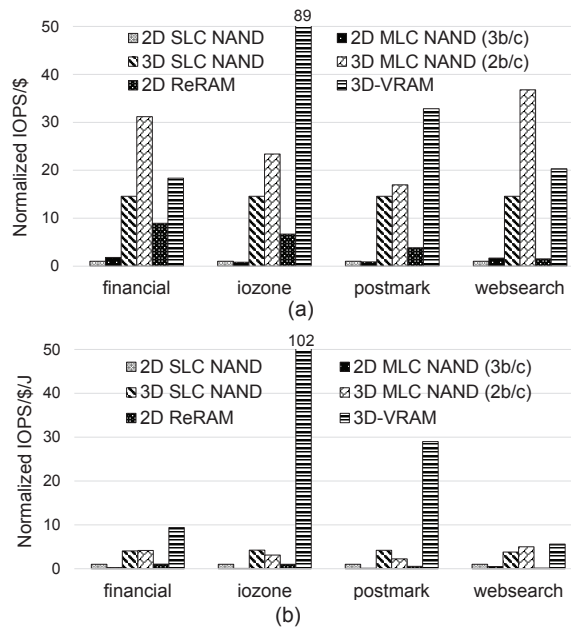 89
50
2D SLC NAND 2D MLC NAND (3b/c)
3D SLC NAND 3D MLC NAND (2b/c)
2D ReRAM 3D-VRAM
40
30
20
10
0
Normalized IOPS/$
financial iozone postmark websearch
(a)
102
50
2D SLC NAND 2D MLC NAND (3b/c)
3D SLC NAND 3D MLC NAND (2b/c)
2D ReRAM 3D-VRAM
40
30
20
10
0
Normalized IOPS/$/J
financial iozone postmark websearch
(b)